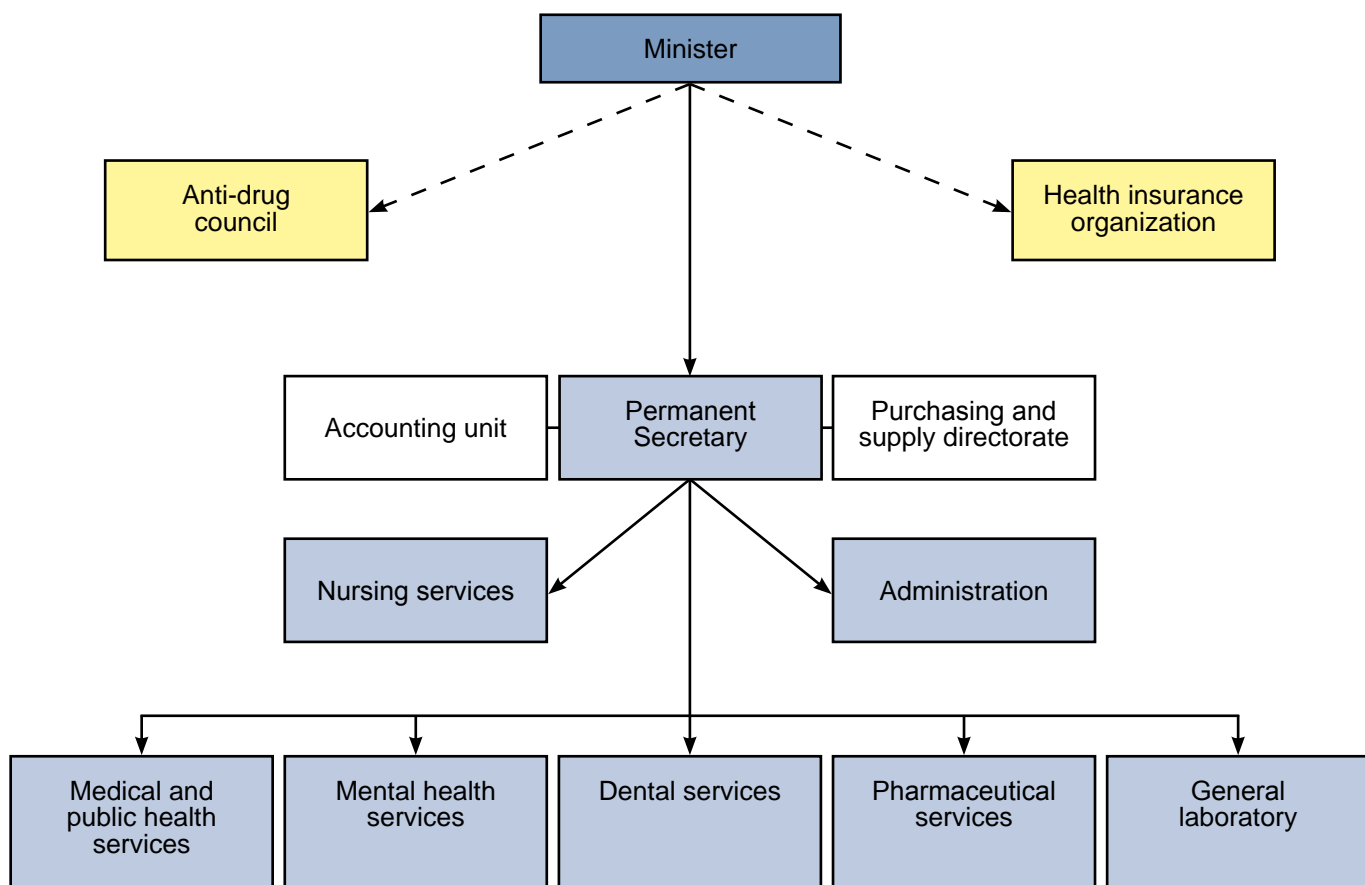 Minister
Anti-drug
council
Health insurance
organization
Accounting unit
Permanent
Secretary
Purchasing and
supply directorate
Nursing services
Administration
Medical and
public health
services
Mental health
services
Dental services
Pharmaceutical
services
General
laboratory